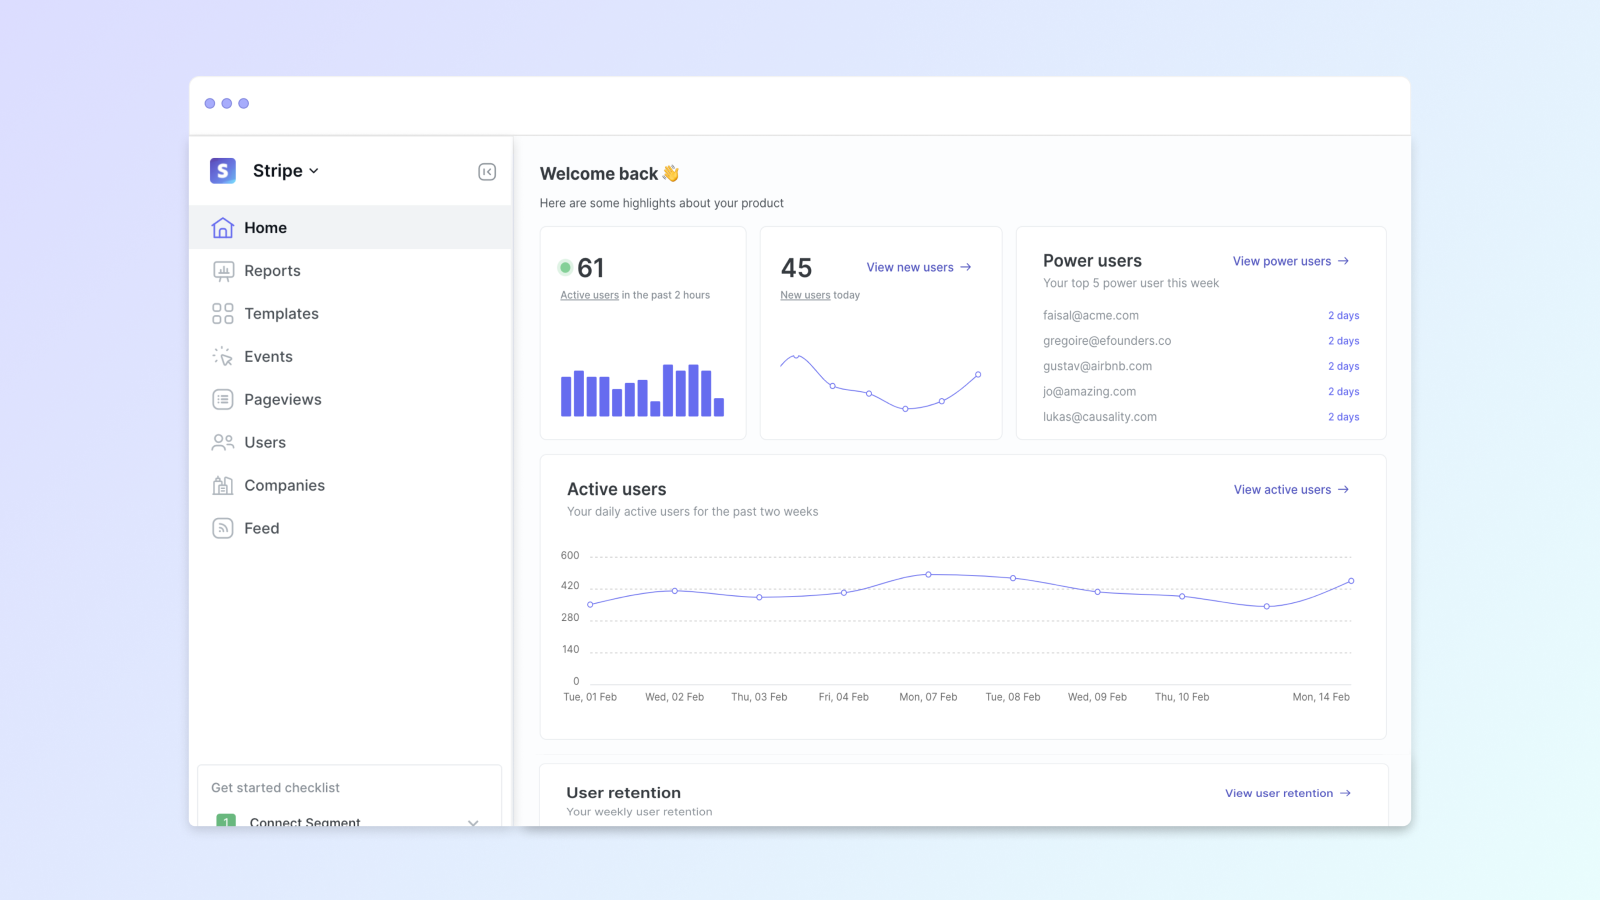 S Stripe
Home
Reports
Templates
Events
Pageviews
Users
Companies
Feed
Get started checklist
1 Connect Segment
Welcome back 👋
Here are some highlights about your product
61
Active users in the past 2 hours
45
View new users →
New users today
Power users
View power users →
Your top 5 power user this week
faisal@acme.com 2 days
gregoire@efounders.co 2 days
gustav@airbnb.com 2 days
jo@amazing.com 2 days
lukas@causality.com 2 days
Active users
View active users →
Your daily active users for the past two weeks
600
420
280
140
0
Tue, 01 Feb Wed, 02 Feb Thu, 03 Feb Fri, 04 Feb Mon, 07 Feb Tue, 08 Feb Wed, 09 Feb Thu, 10 Feb Mon, 14 Feb
User retention
View user retention →
Your weekly user retention